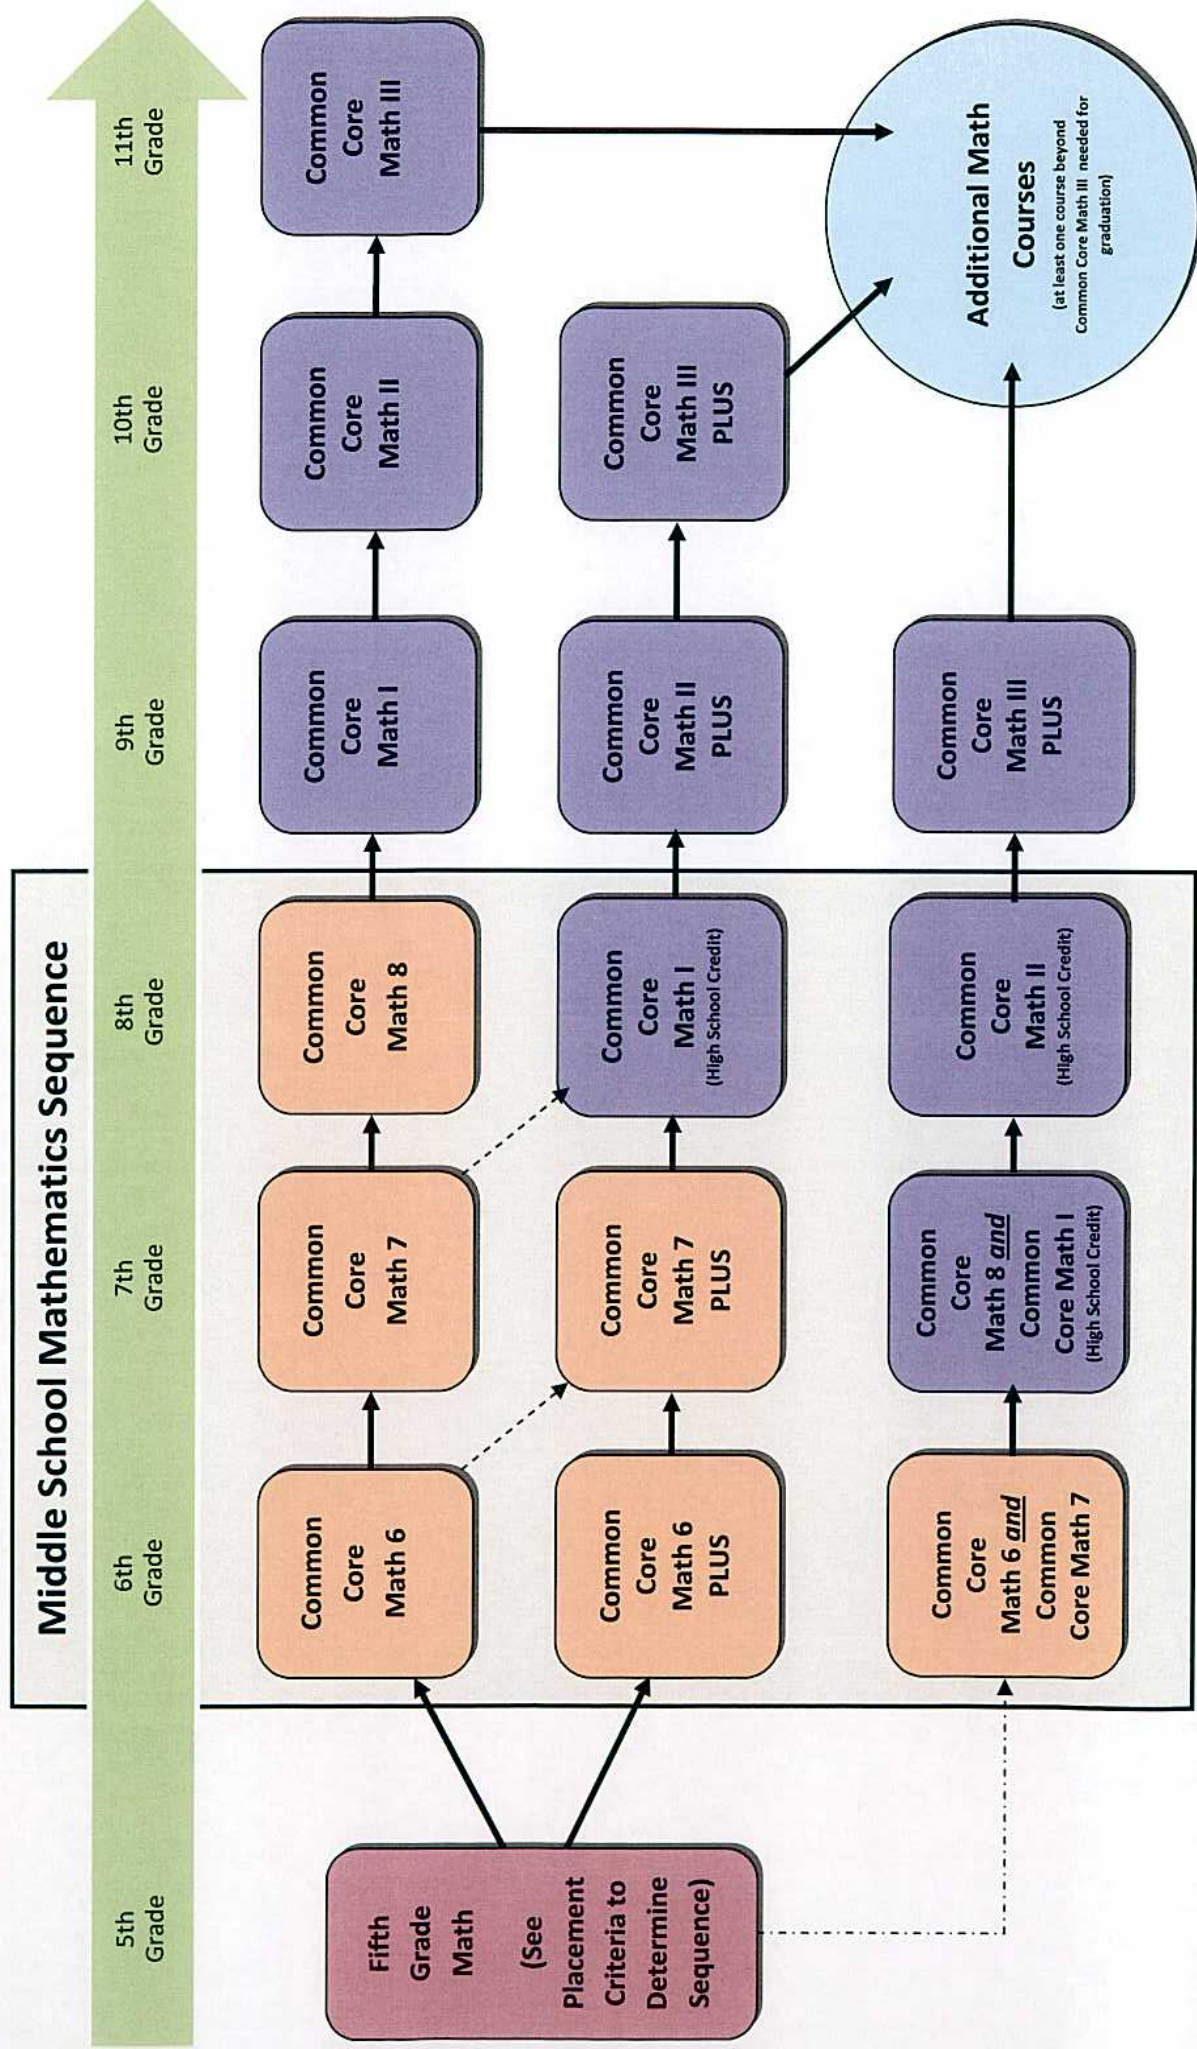 Middle School Mathematics Sequence
5th
Grade
6th
Grade
7th
Grade
8th
Grade
9th
Grade
10th
Grade
11th
Grade
Fifth
Grade
Math
(See
Placement
Criteria to
Determine
Sequence)
Common
Core
Math 6
Common
Core
Math 7
Common
Core
Math 8
Common
Core
Math I
Common
Core
Math II
Common
Core
Math III
Common
Core
Math 6
PLUS
Common
Core
Math 7
PLUS
Common
Core
Math I
(High School Credit)
Common
Core
Math II
PLUS
Common
Core
Math III
PLUS
Common
Core
Math 6 and
Common
Core Math 7
Common
Core
Math 8 and
Common
Core Math I
(High School Credit)
Common
Core
Math II
(High School Credit)
Common
Core
Math III
PLUS
Additional Math
Courses
(at least one course beyond
Common Core Math III needed for
graduation)